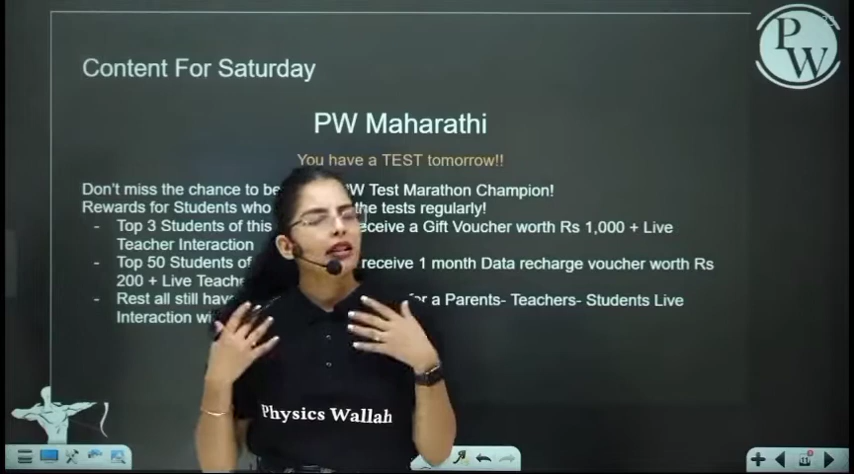 Content For Saturday
PW
PW Maharathi
You have a TEST tomorrow!!
Don't miss the chance to be PW Test Marathon Champion!
Rewards for Students who the tests regularly!
- Top 3 Students of this receive a Gift Voucher worth Rs 1,000 + Live
Teacher Interaction
- Top 50 Students of receive 1 month Data recharge voucher worth Rs
200 + Live Teache
- Rest all still have for a Parents- Teachers- Students Live
Interaction wi
Physics Wallah